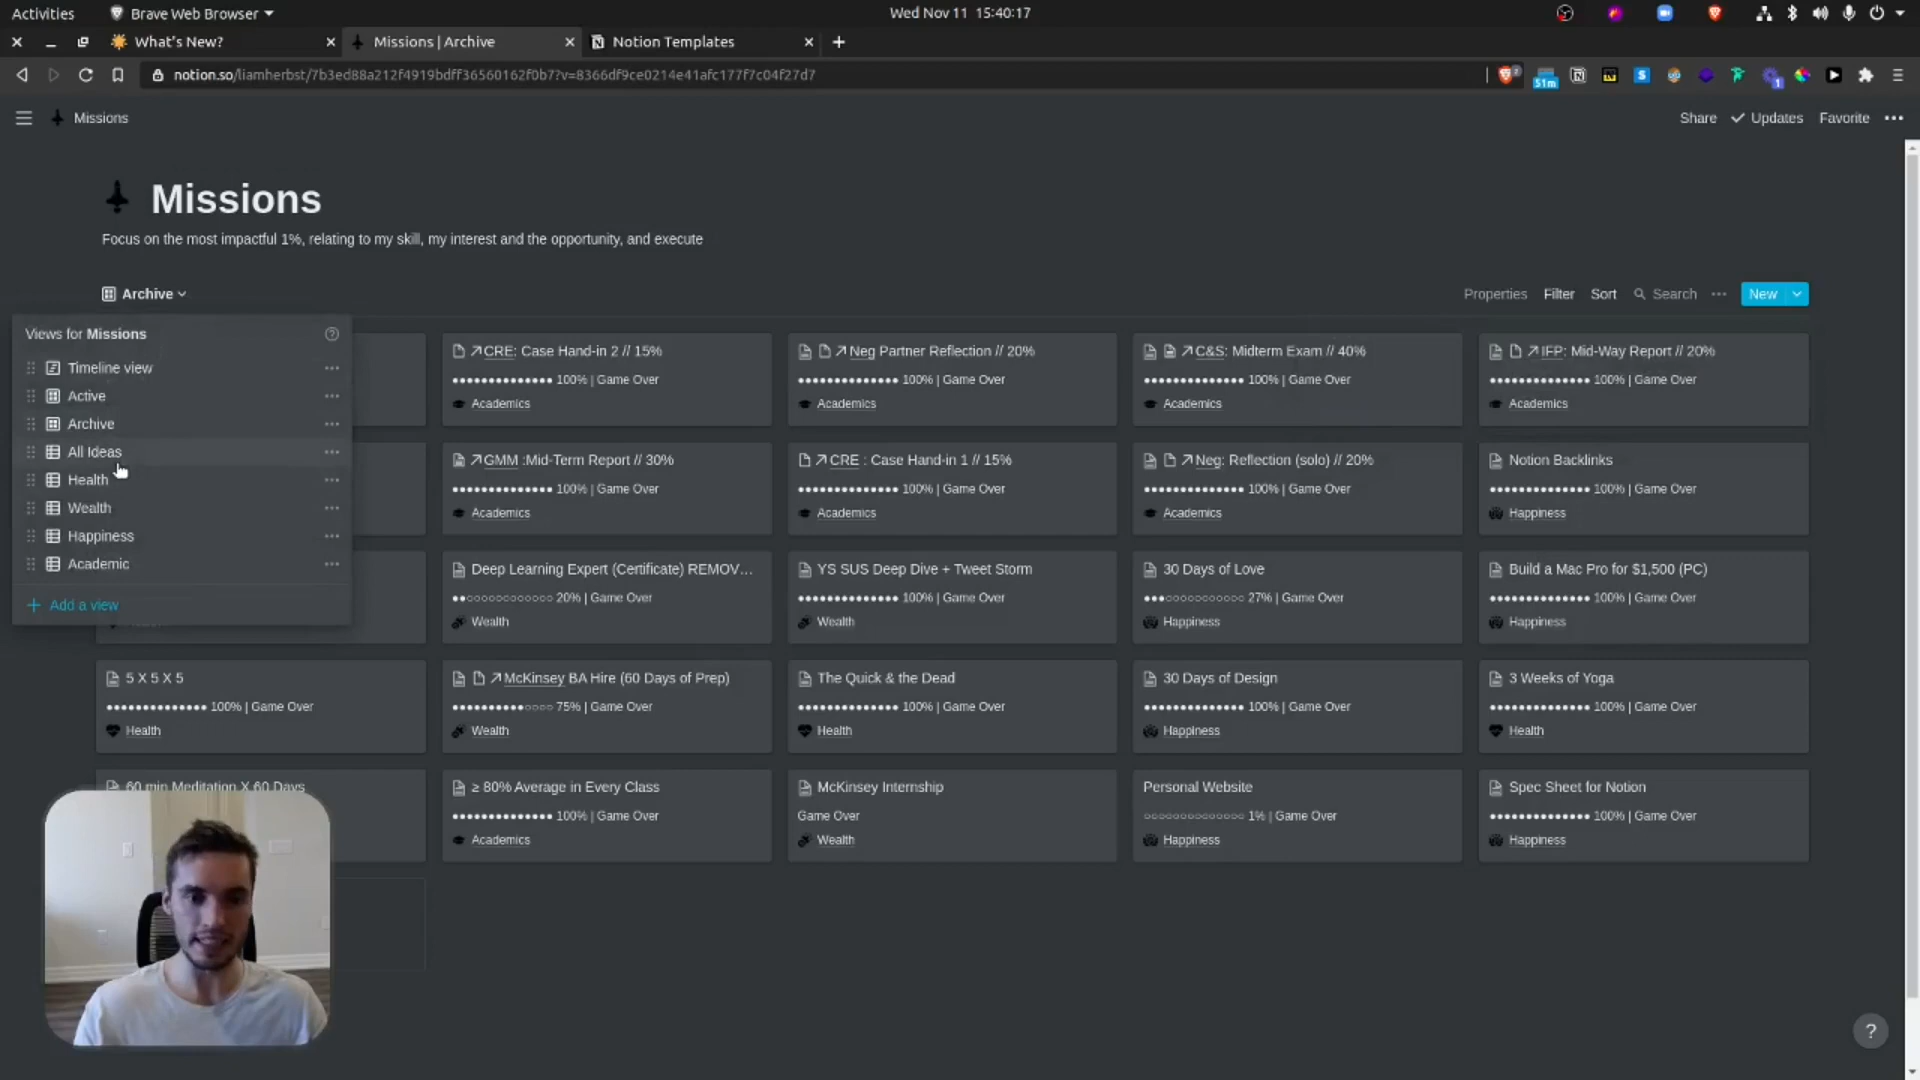 Activities
Brave Web Browser
Wed Nov 11 15:40:17
What's New?
Missions | Archive
Notion Templates
notion.so/liamherbst/7b3ed88a212f4919bdff36560162f0b7?v=8366df9ce0214e41afc177f7c04f27d7
2
51m
1
Missions
Share
Updates
Favorite
Missions
Focus on the most impactful 1%, relating to my skill, my interest and the opportunity, and execute
Archive
Properties
Filter
Sort
Search
New
Views for Missions
Timeline view
Active
Archive
All Ideas
Health
Wealth
Happiness
Academic
Add a view
CRE: Case Hand-in 2 // 15%
100% | Game Over
Academics
Neg Partner Reflection // 20%
100% | Game Over
Academics
C&S: Midterm Exam // 40%
100% | Game Over
Academics
IFP: Mid-Way Report // 20%
100% | Game Over
Academics
GMM :Mid-Term Report // 30%
100% | Game Over
Academics
CRE : Case Hand-in 1 // 15%
100% | Game Over
Academics
Neg: Reflection (solo) // 20%
100% | Game Over
Academics
Notion Backlinks
100% | Game Over
Happiness
Deep Learning Expert (Certificate) REMOV...
20% | Game Over
Wealth
YS SUS Deep Dive + Tweet Storm
100% | Game Over
Wealth
30 Days of Love
27% | Game Over
Happiness
Build a Mac Pro for $1,500 (PC)
100% | Game Over
Happiness
5 X 5 X 5
100% | Game Over
Health
McKinsey BA Hire (60 Days of Prep)
75% | Game Over
Wealth
The Quick & the Dead
100% | Game Over
Health
30 Days of Design
100% | Game Over
Happiness
3 Weeks of Yoga
100% | Game Over
Health
60 min Meditation X 60 Days
≥ 80% Average in Every Class
100% | Game Over
Academics
McKinsey Internship
Game Over
Wealth
Personal Website
1% | Game Over
Happiness
Spec Sheet for Notion
100% | Game Over
Happiness
?